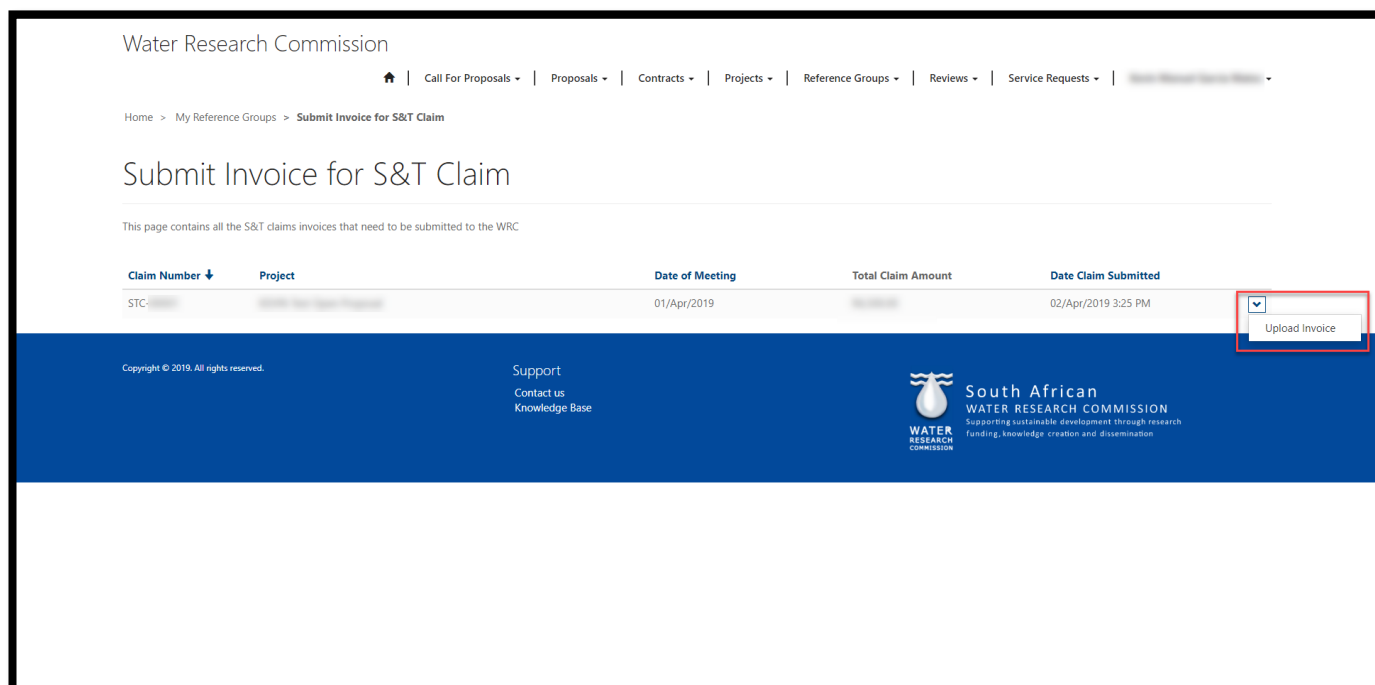 Water Research Commission
Call For Proposals | Proposals | Contracts | Projects | Reference Groups | Reviews | Service Requests |
Home > My Reference Groups > Submit Invoice for S&T Claim
Submit Invoice for S&T Claim
This page contains all the S&T claims invoices that need to be submitted to the WRC
Claim Number Project Date of Meeting Total Claim Amount Date Claim Submitted
STC- 01/Apr/2019 02/Apr/2019 3:25 PM
Upload Invoice
Copyright © 2019. All rights reserved.
Support
Contact us
Knowledge Base
WATER
RESEARCH
COMMISSION
South African
WATER RESEARCH COMMISSION
Supporting sustainable development through research
funding, knowledge creation and dissemination